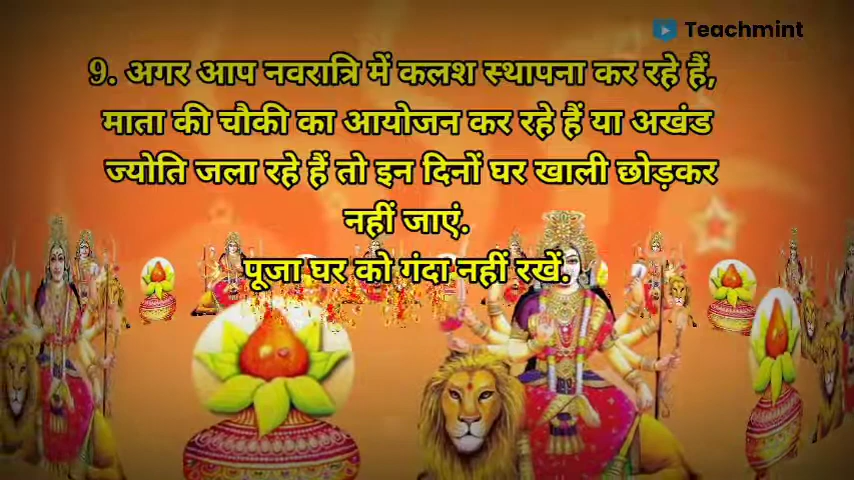 Teachmint
9. अगर आप नवरात्रि में कलश स्थापना कर रहे हैं,
माता की चौकी का आयोजन कर रहे हैं या अखंड
ज्योति जला रहे हैं तो इन दिनों घर खाली छोड़कर
नहीं जाएं.
पूजा घर को गंदा नहीं रखें.